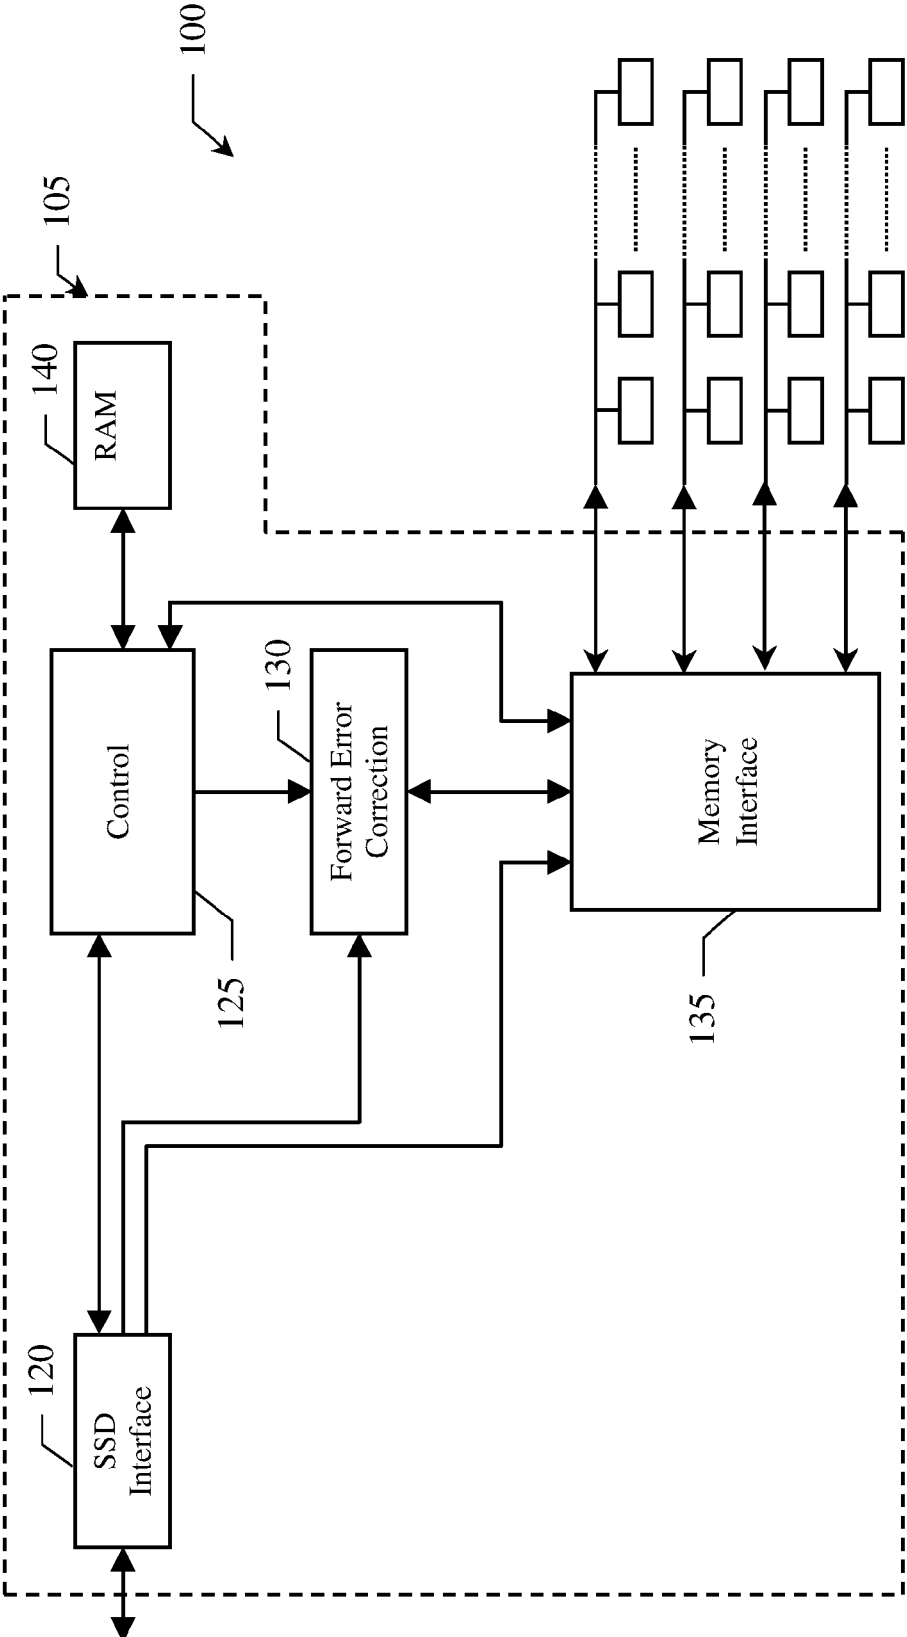 100
105
140
RAM
130
Control
Forward Error
Correction
125
Memory
Interface
135
120
SSD
Interface